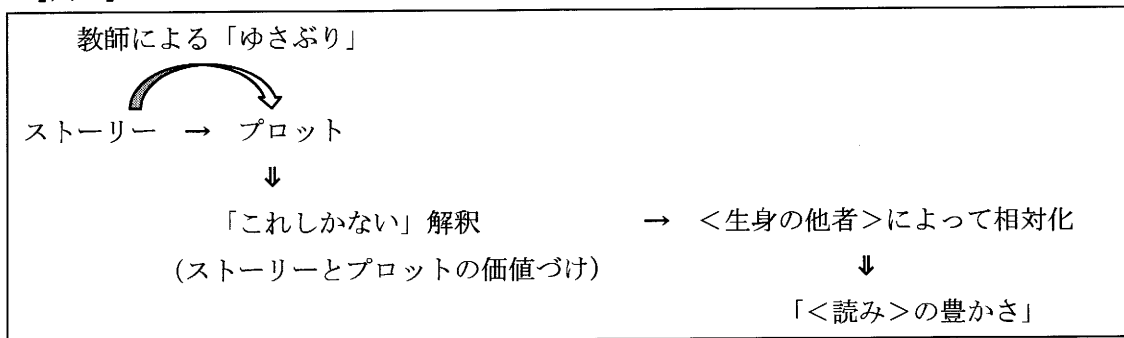 教師による「ゆさぶり」
ストーリー → プロット
⇓
「これしかない」解釈 → ＜生身の他者＞によって相対化
(ストーリーとプロットの価値づけ) ⇓
「＜読み＞の豊かさ」